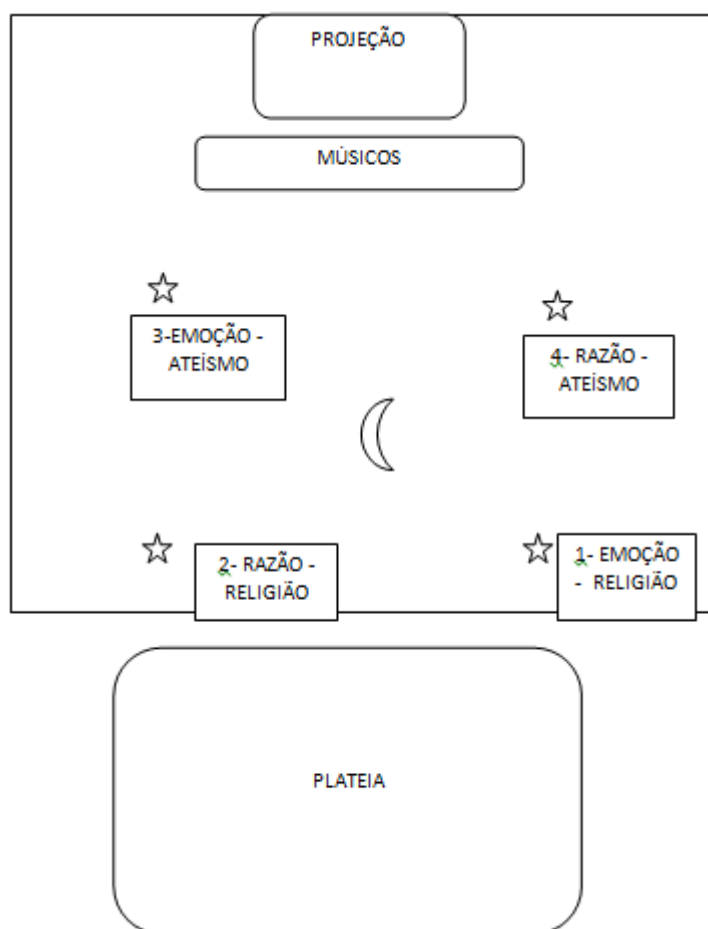 PROJEÇÃO
MÚSICOS
3-EMOÇÃO -
ATEÍSMO
4- RAZÃO -
ATEÍSMO
2- RAZÃO -
RELIGIÃO
1- EMOÇÃO
- RELIGIÃO
PLATEIA